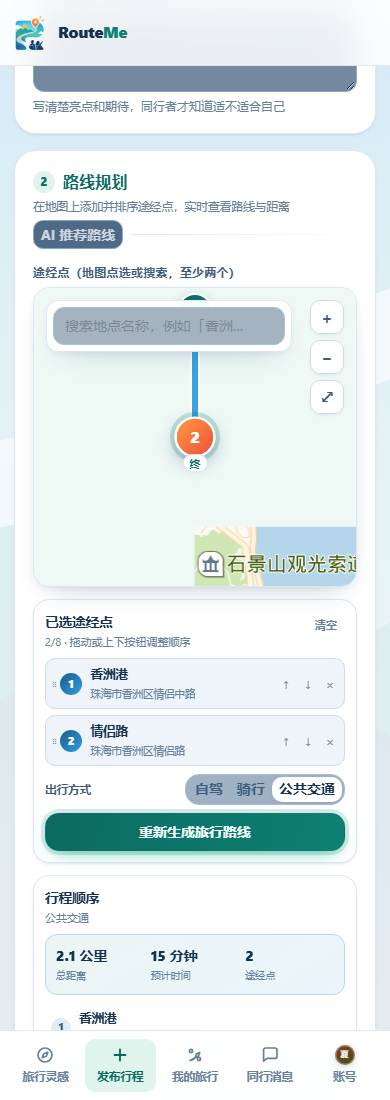 RouteMe
写清楚亮点和期待，同行者才知道适不适合自己
2 路线规划
在地图上添加并排序途经点，实时查看路线与距离
AI 推荐路线
途经点（地图点选或搜索，至少两个）
搜索地点名称，例如「香洲...
+
−
2
终
石景山观光索道
已选途经点
清空
2/8 · 拖动或上下按钮调整顺序
1
香洲港
珠海市香洲区情侣中路
↑ ↓ ×
2
情侣路
珠海市香洲区情侣路
↑ ↓ ×
出行方式
自驾 骑行 公共交通
重新生成旅行路线
行程顺序
公共交通
2.1 公里 15 分钟 2
总距离 预计时间 途经点
1 香洲港
旅行灵感 发布行程 我的旅行 同行消息 账号